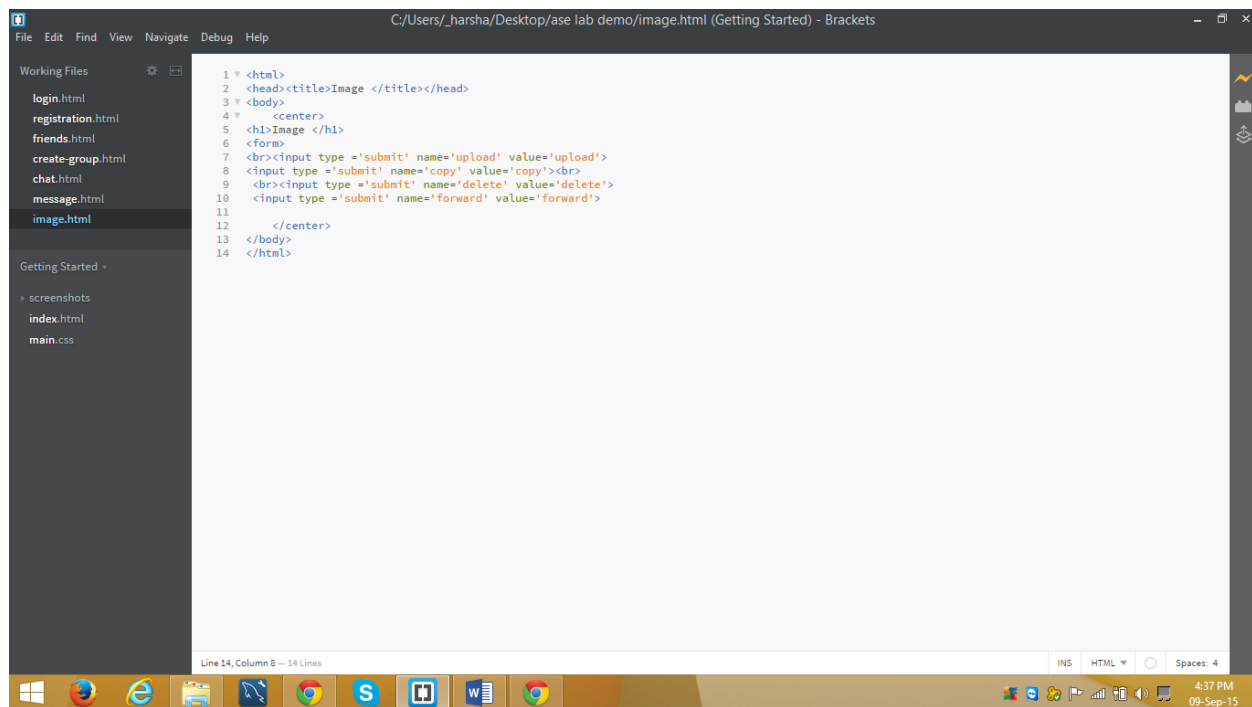 C:/Users/_harsha/Desktop/ase lab demo/image.html (Getting Started) - Brackets
File Edit Find View Navigate Debug Help
Working Files
login.html
registration.html
friends.html
create-group.html
chat.html
message.html
image.html
Getting Started
screenshots
index.html
main.css
1 <html>
2 <head><title>Image </title></head>
3 <body>
4 <center>
5 <h1>Image </h1>
6 <form>
7 <br><input type ='submit' name='upload' value='upload'>
8 <input type ='submit' name='copy' value='copy'><br>
9 <br><input type ='submit' name='delete' value='delete'>
10 <input type ='submit' name='forward' value='forward'>
11
12 </center>
13 </body>
14 </html>
Line 14, Column 8 — 14 Lines
INS HTML Spaces: 4
4:37 PM
09-Sep-15